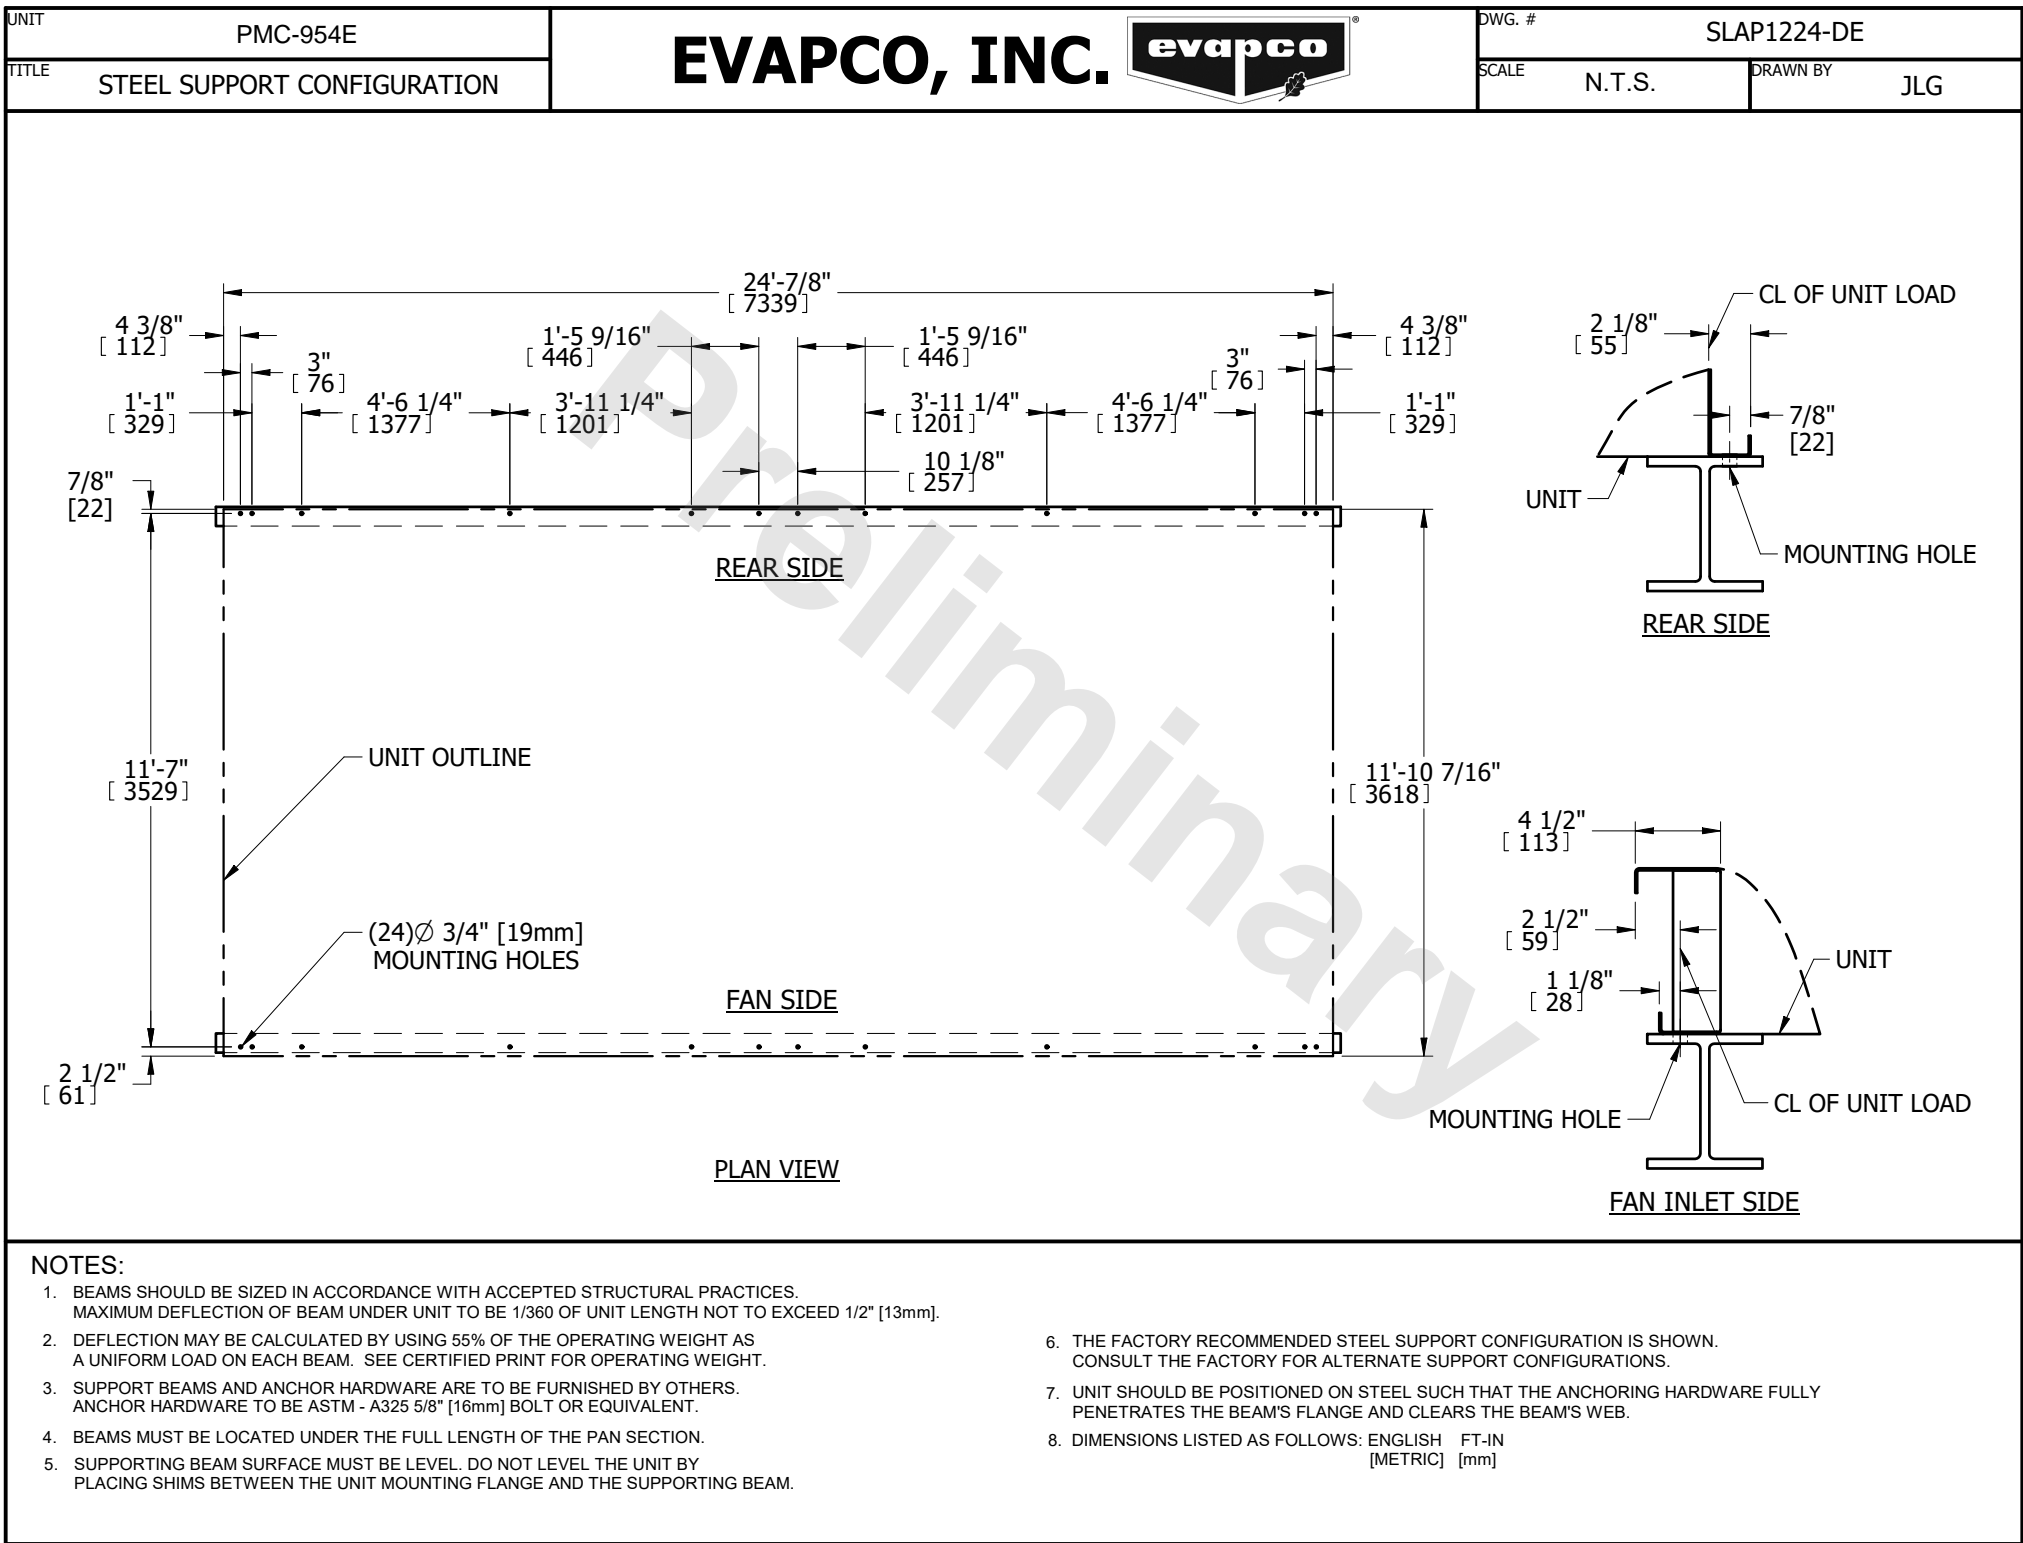 UNIT
PMC-954E
TITLE
STEEL SUPPORT CONFIGURATION
EVAPCO, INC.
evapco
®
DWG. #
SLAP1224-DE
SCALE
N.T.S.
DRAWN BY
JLG
24'-7/8"
[ 7339]
4 3/8"
[ 112]
1'-5 9/16"
[ 446]
1'-5 9/16"
[ 446]
4 3/8"
[ 112]
3"
[ 76]
3"
[ 76]
1'-1"
[ 329]
4'-6 1/4"
[ 1377]
3'-11 1/4"
[ 1201]
3'-11 1/4"
[ 1201]
4'-6 1/4"
[ 1377]
1'-1"
[ 329]
10 1/8"
[ 257]
7/8"
[22]
REAR SIDE
UNIT OUTLINE
11'-7"
[ 3529]
11'-10 7/16"
[ 3618]
(24)Ø 3/4" [19mm]
MOUNTING HOLES
FAN SIDE
2 1/2"
[ 61]
PLAN VIEW
Preliminary
CL OF UNIT LOAD
2 1/8"
[ 55]
7/8"
[22]
UNIT
MOUNTING HOLE
REAR SIDE
4 1/2"
[ 113]
2 1/2"
[ 59]
1 1/8"
[ 28]
UNIT
CL OF UNIT LOAD
MOUNTING HOLE
FAN INLET SIDE
NOTES:
1. BEAMS SHOULD BE SIZED IN ACCORDANCE WITH ACCEPTED STRUCTURAL PRACTICES.
MAXIMUM DEFLECTION OF BEAM UNDER UNIT TO BE 1/360 OF UNIT LENGTH NOT TO EXCEED 1/2" [13mm].
2. DEFLECTION MAY BE CALCULATED BY USING 55% OF THE OPERATING WEIGHT AS
A UNIFORM LOAD ON EACH BEAM. SEE CERTIFIED PRINT FOR OPERATING WEIGHT.
3. SUPPORT BEAMS AND ANCHOR HARDWARE ARE TO BE FURNISHED BY OTHERS.
ANCHOR HARDWARE TO BE ASTM - A325 5/8" [16mm] BOLT OR EQUIVALENT.
4. BEAMS MUST BE LOCATED UNDER THE FULL LENGTH OF THE PAN SECTION.
5. SUPPORTING BEAM SURFACE MUST BE LEVEL. DO NOT LEVEL THE UNIT BY
PLACING SHIMS BETWEEN THE UNIT MOUNTING FLANGE AND THE SUPPORTING BEAM.
6. THE FACTORY RECOMMENDED STEEL SUPPORT CONFIGURATION IS SHOWN.
CONSULT THE FACTORY FOR ALTERNATE SUPPORT CONFIGURATIONS.
7. UNIT SHOULD BE POSITIONED ON STEEL SUCH THAT THE ANCHORING HARDWARE FULLY
PENETRATES THE BEAM'S FLANGE AND CLEARS THE BEAM'S WEB.
8. DIMENSIONS LISTED AS FOLLOWS: ENGLISH FT-IN
[METRIC] [mm]